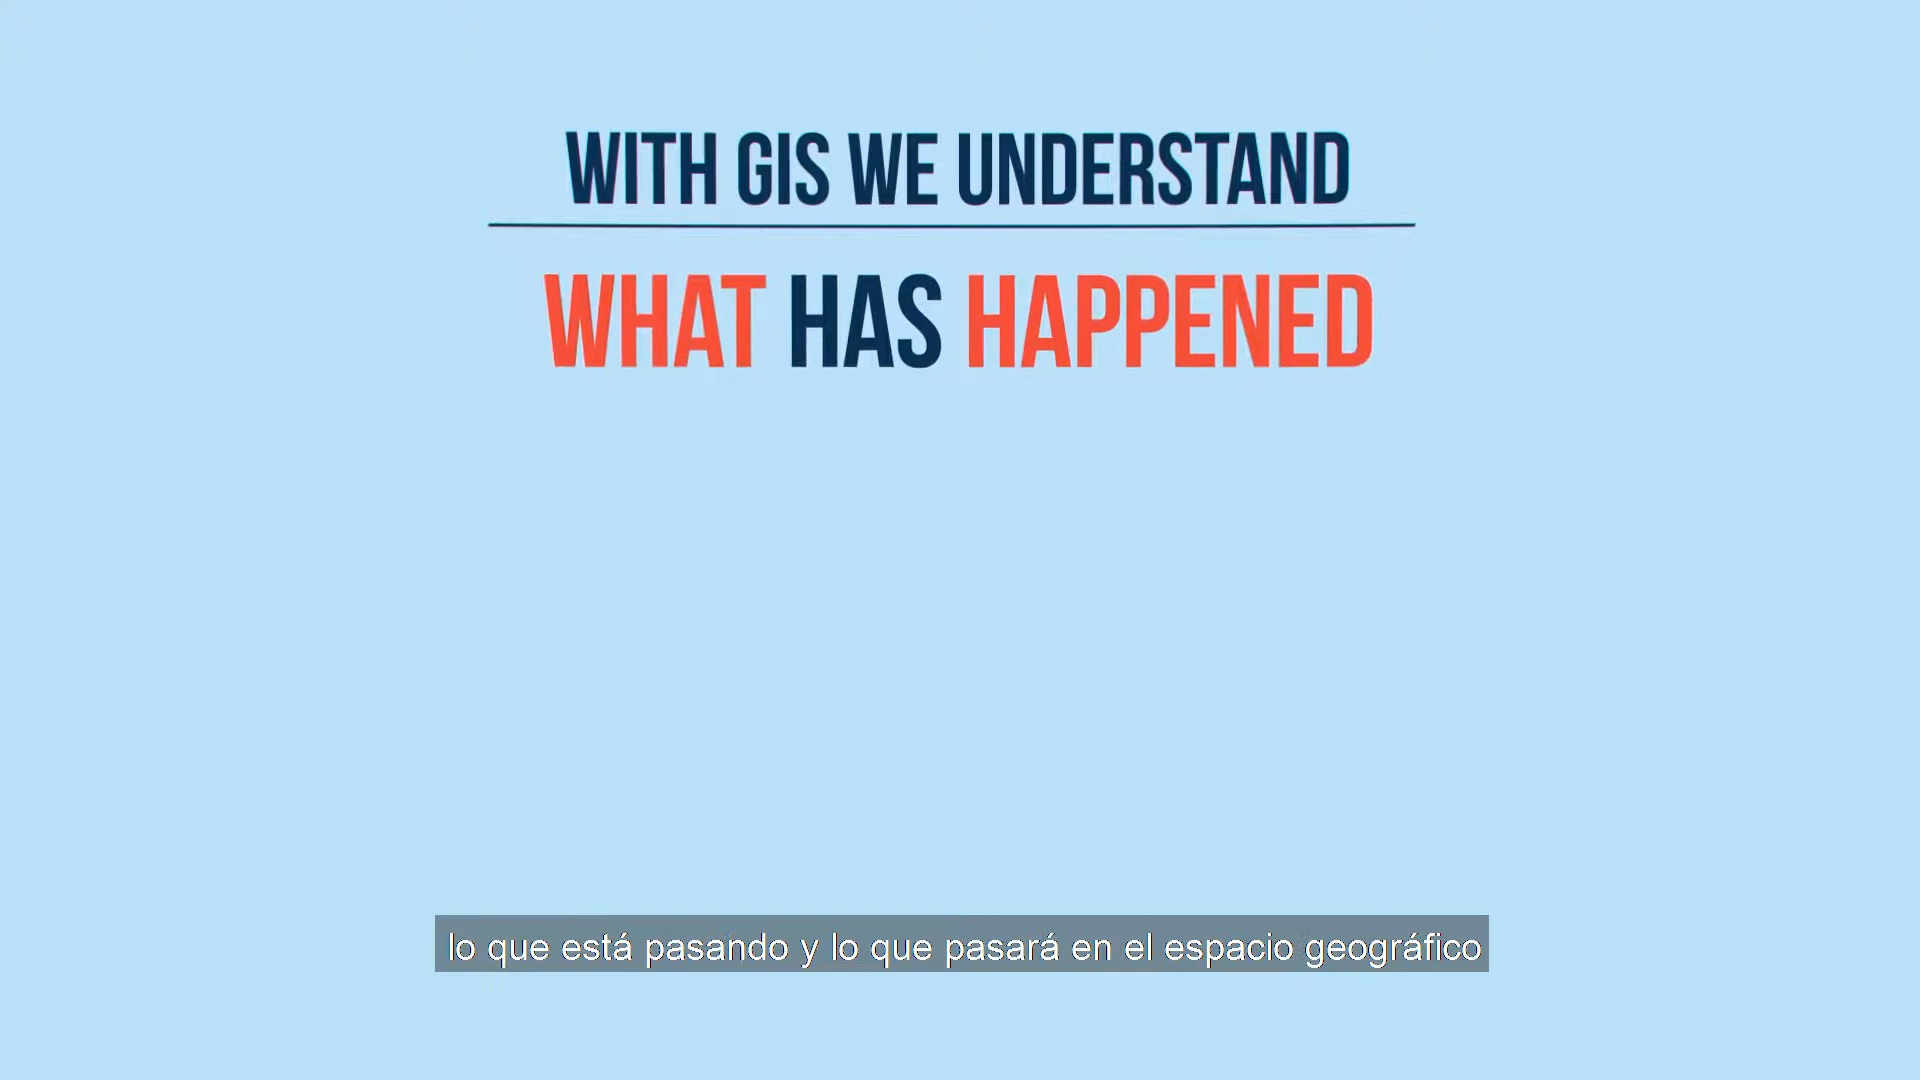 WITH GIS WE UNDERSTAND
WHAT HAS HAPPENED
lo que está pasando y lo que pasará en el espacio geográfico